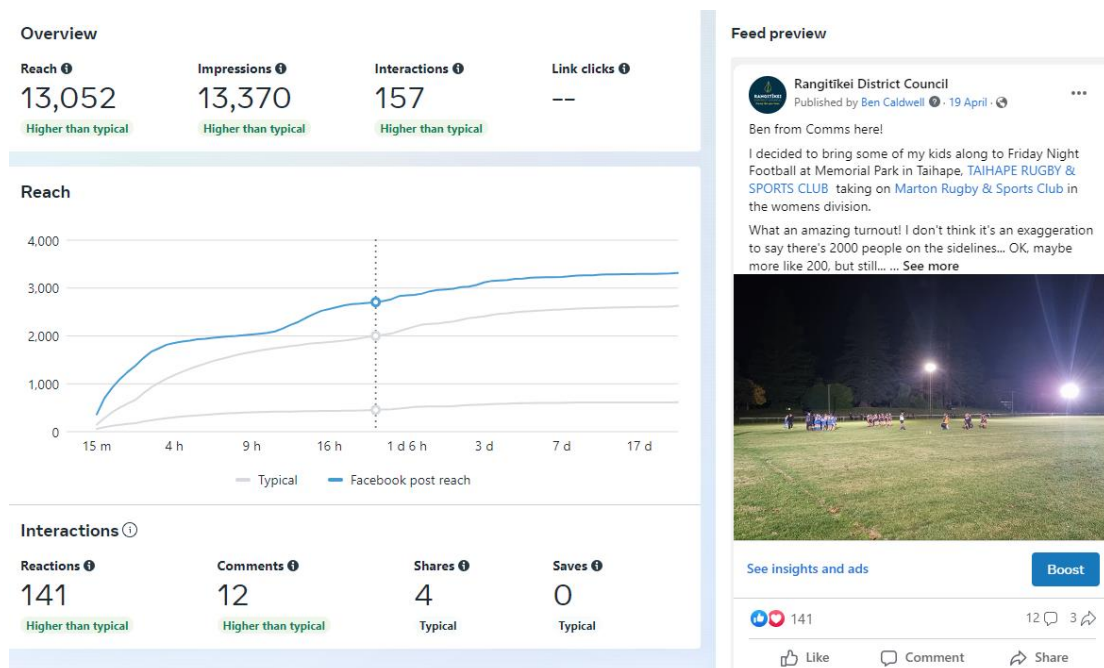 Overview
Reach
13,052
Higher than typical
Impressions
13,370
Higher than typical
Interactions
157
Higher than typical
Link clicks
--
Reach
4,000
3,000
2,000
1,000
0
15 m 4 h 9 h 16 h 1 d 6 h 3 d 7 d 17 d
Typical Facebook post reach
Interactions
Reactions
141
Higher than typical
Comments
12
Higher than typical
Shares
4
Typical
Saves
0
Typical
Feed preview
RANGITĪKEI
Rangitīkei District Council
Published by Ben Caldwell · 19 April ·
Ben from Comms here!
I decided to bring some of my kids along to Friday Night
Football at Memorial Park in Taihape, TAIHAPE RUGBY &
SPORTS CLUB taking on Marton Rugby & Sports Club in
the womens division.
What an amazing turnout! I don't think it's an exaggeration
to say there's 2000 people on the sidelines... OK, maybe
more like 200, but still... ... See more
See insights and ads
Boost
141
12 3
Like Comment Share